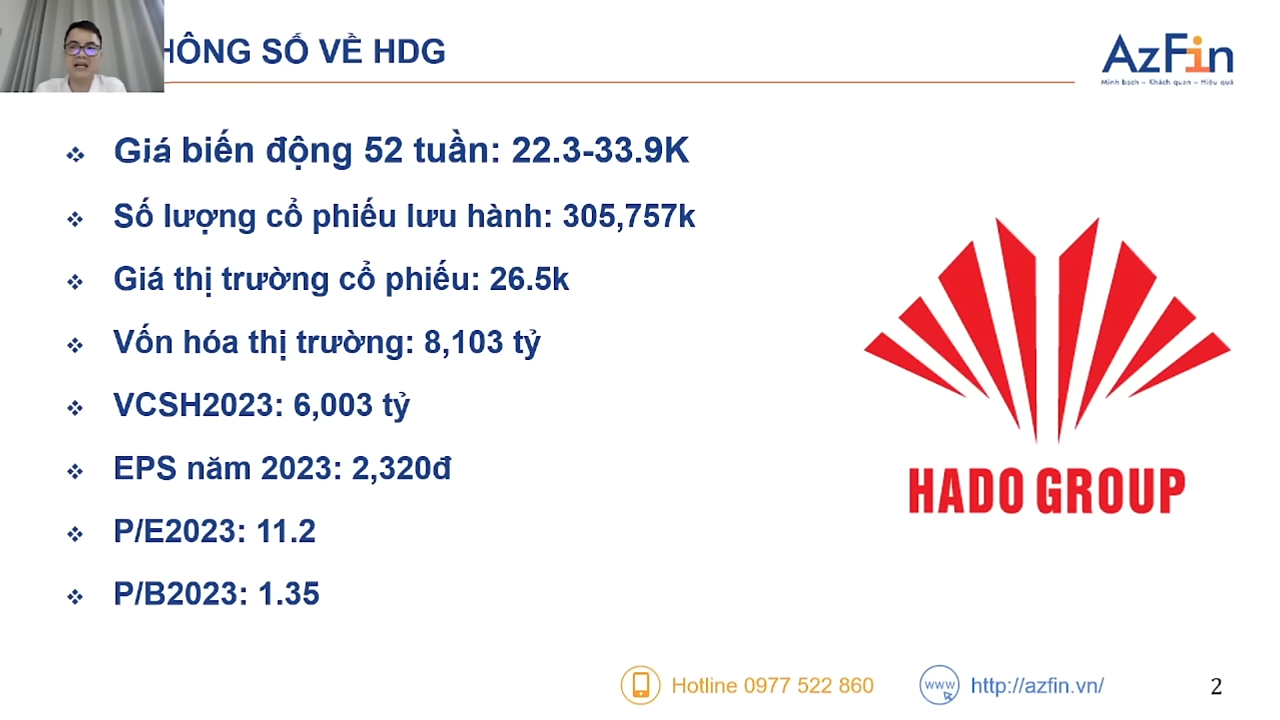 HÔNG SỐ VỀ HDG
AzFin
Minh bạch – Khách quan – Hiệu quả
Giá biến động 52 tuần: 22.3-33.9K
Số lượng cổ phiếu lưu hành: 305,757k
Giá thị trường cổ phiếu: 26.5k
Vốn hóa thị trường: 8,103 tỷ
VCSH2023: 6,003 tỷ
EPS năm 2023: 2,320đ
P/E2023: 11.2
P/B2023: 1.35
HADO GROUP
Hotline 0977 522 860
www
http://azfin.vn/
2